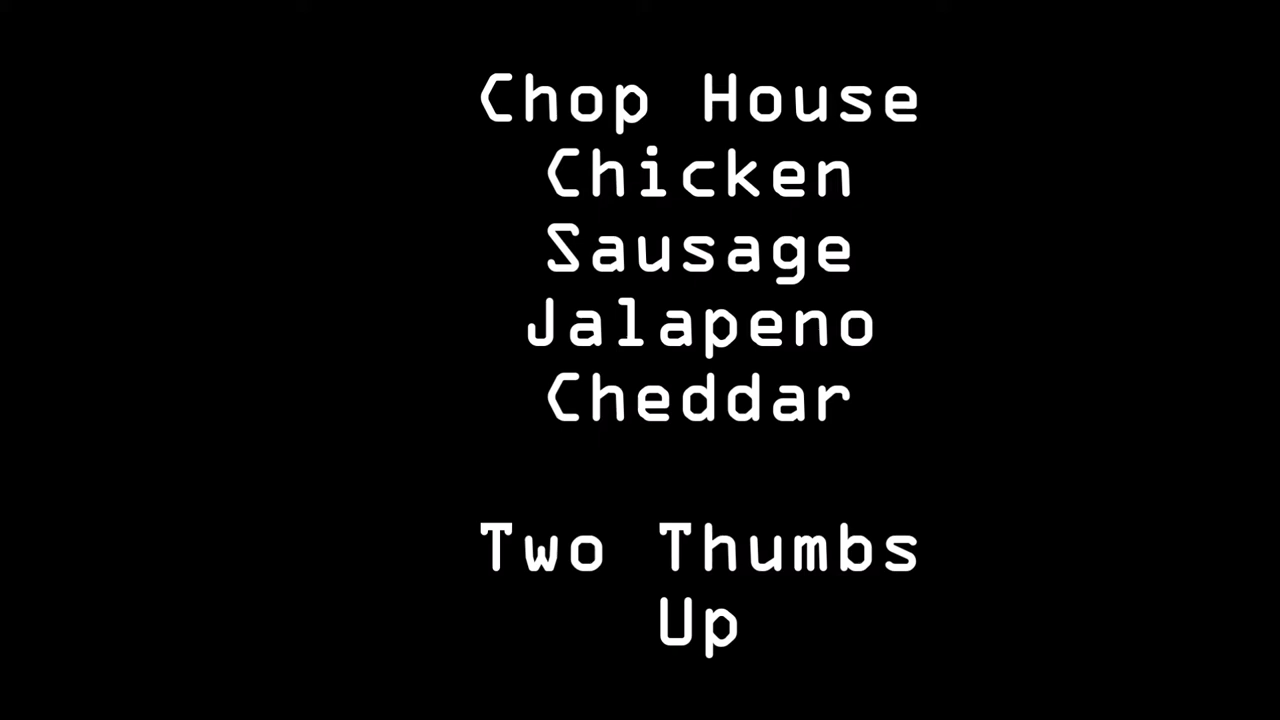 Chop House
Chicken
Sausage
Jalapeno
Cheddar
Two Thumbs
Up